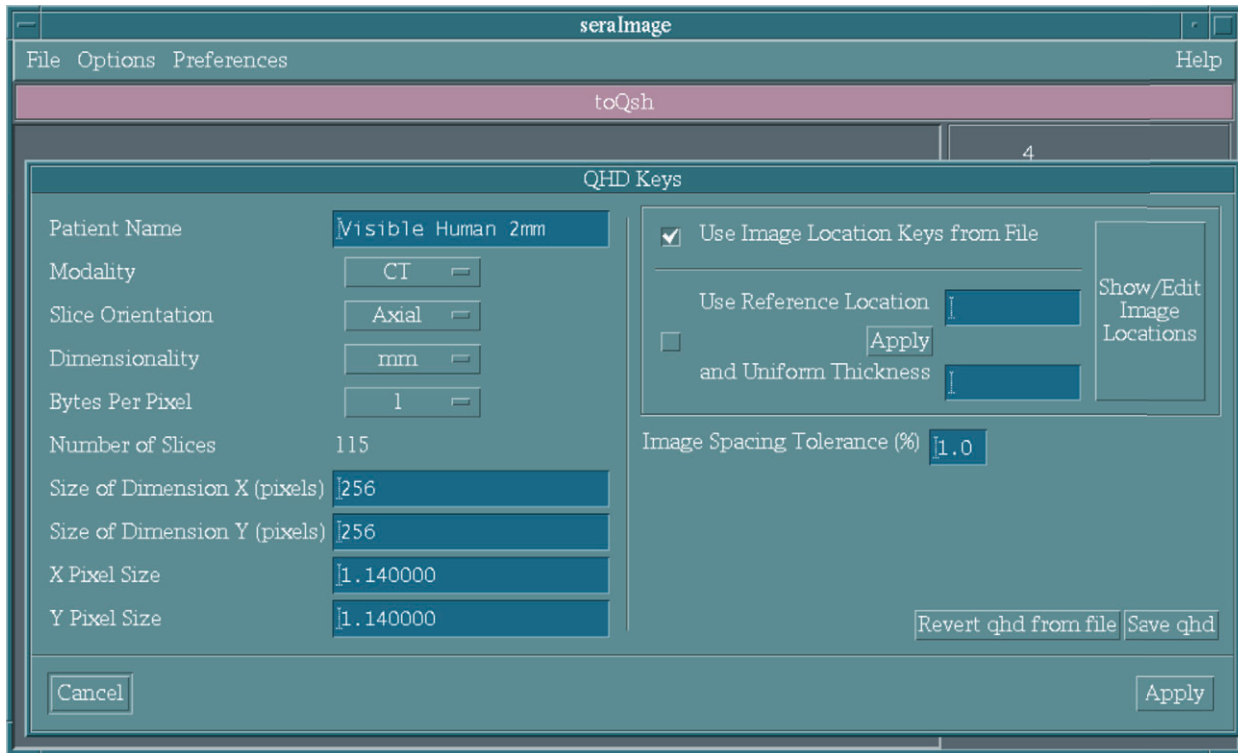 seraImage
File Options Preferences Help
toQsh
4
QHD Keys
Patient Name Visible Human 2mm
Modality CT
Slice Orientation Axial
Dimensionality mm
Bytes Per Pixel 1
Number of Slices 115
Size of Dimension X (pixels) 256
Size of Dimension Y (pixels) 256
X Pixel Size 1.140000
Y Pixel Size 1.140000
Use Image Location Keys from File
Use Reference Location
Apply
and Uniform Thickness
Show/Edit
Image
Locations
Image Spacing Tolerance (%) 1.0
Revert qhd from file Save qhd
Cancel Apply